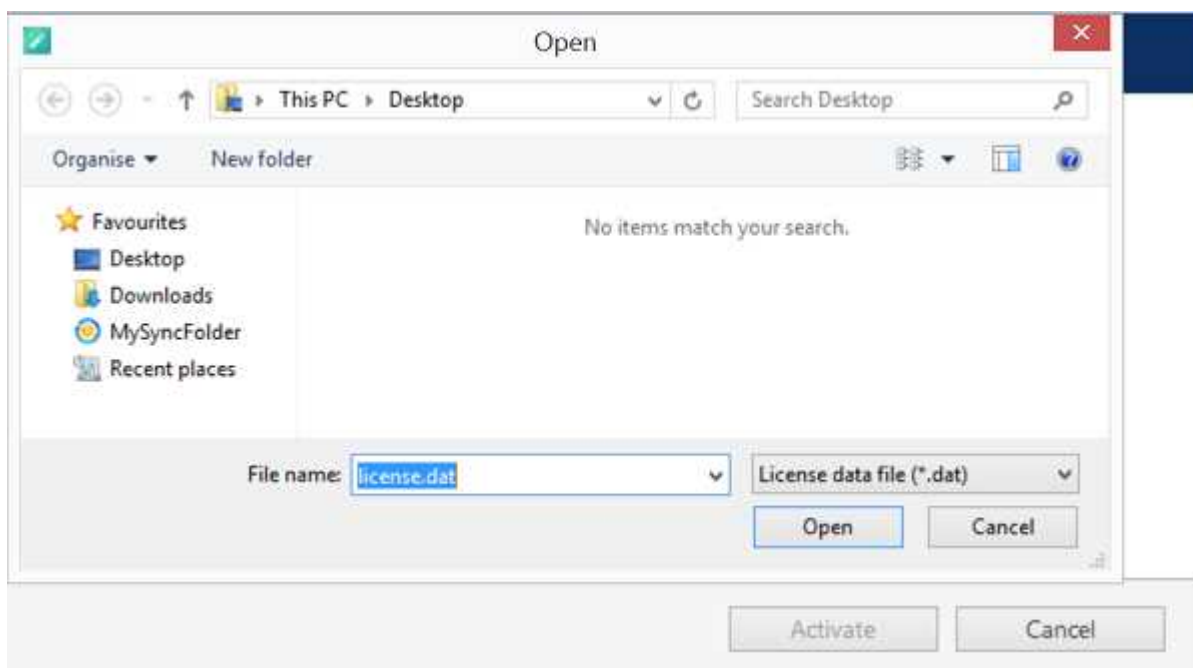 Open
This PC Desktop
Search Desktop
Organise
New folder
Favourites
Desktop
Downloads
MySyncFolder
Recent places
No items match your search.
File name: license.dat
License data file (*.dat)
Open
Cancel
Activate
Cancel